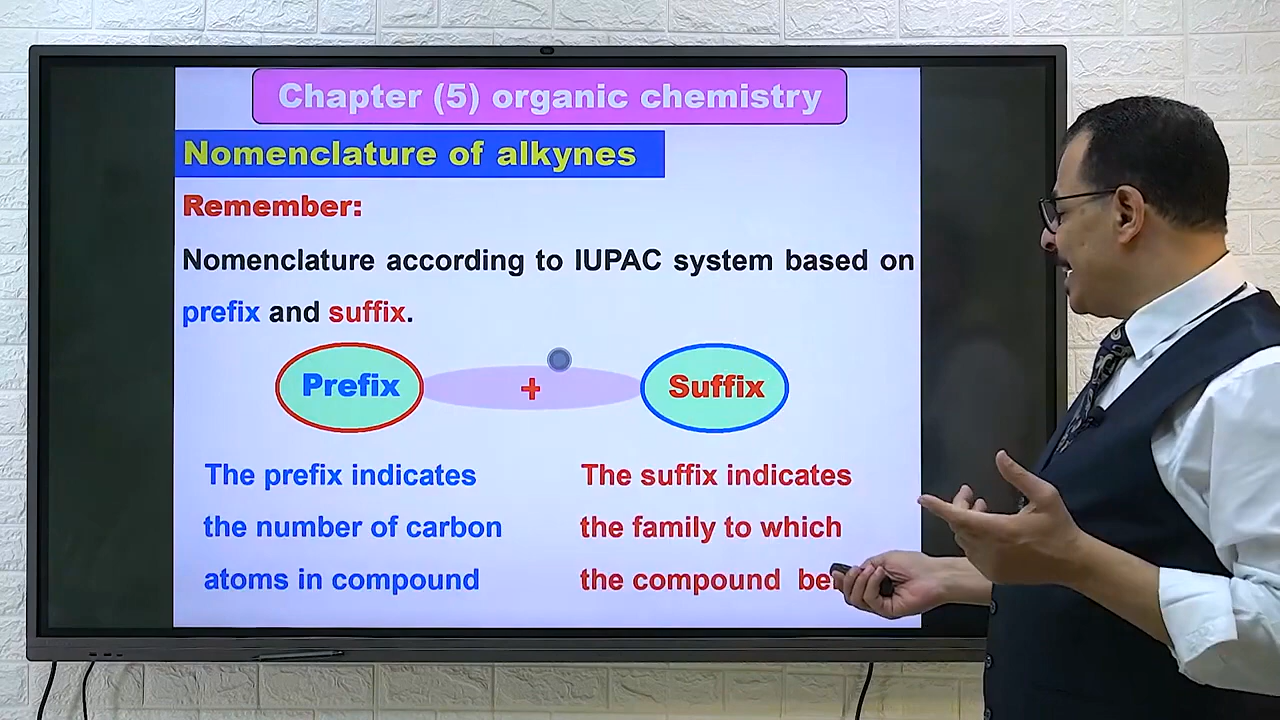 Chapter (5) organic chemistry
Nomenclature of alkynes
Remember:
Nomenclature according to IUPAC system based on
prefix and suffix.
Prefix + Suffix
The prefix indicates
the number of carbon
atoms in compound
The suffix indicates
the family to which
the compound